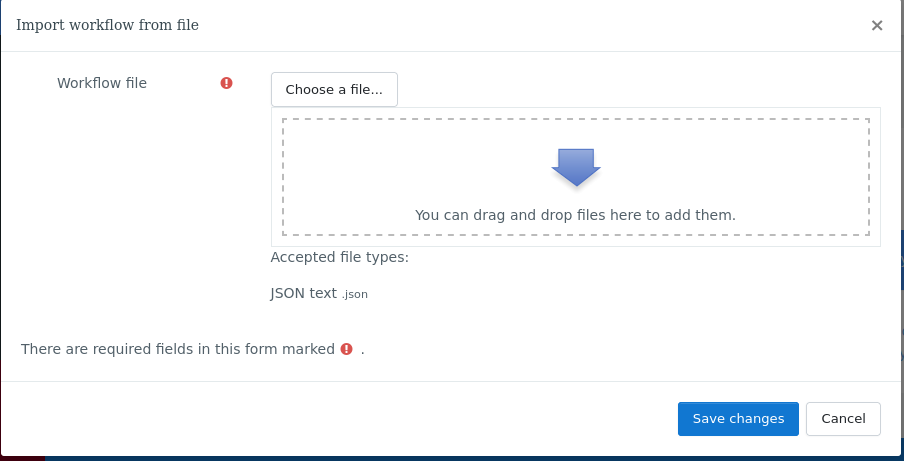 Import workflow from file
×
Workflow file
Choose a file...
You can drag and drop files here to add them.
Accepted file types:
JSON text .json
There are required fields in this form marked .
Save changes
Cancel